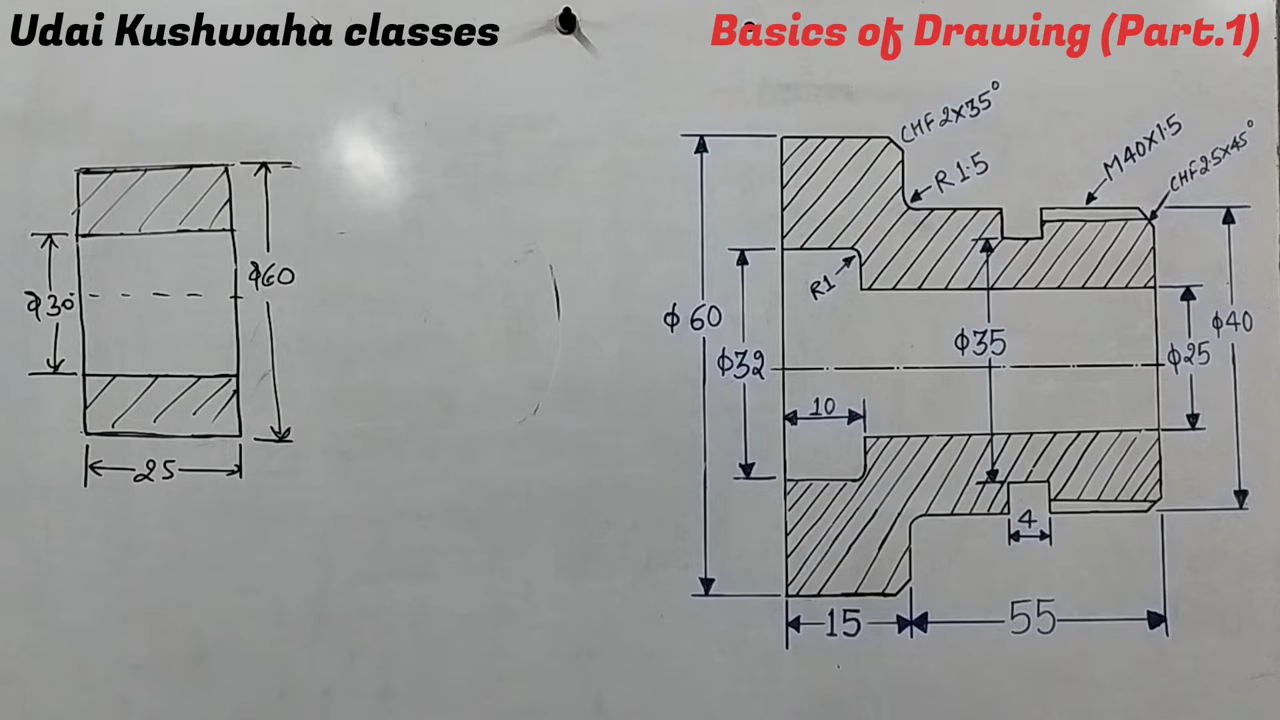 Udai Kushwaha classes
Basics of Drawing (Part.1)
ϕ60
ϕ30
25
CHF 2X35°
R 1.5
M40X1.5
CHF 2.5X45°
R1
ϕ60
ϕ32
ϕ35
ϕ25
ϕ40
10
4
15
55